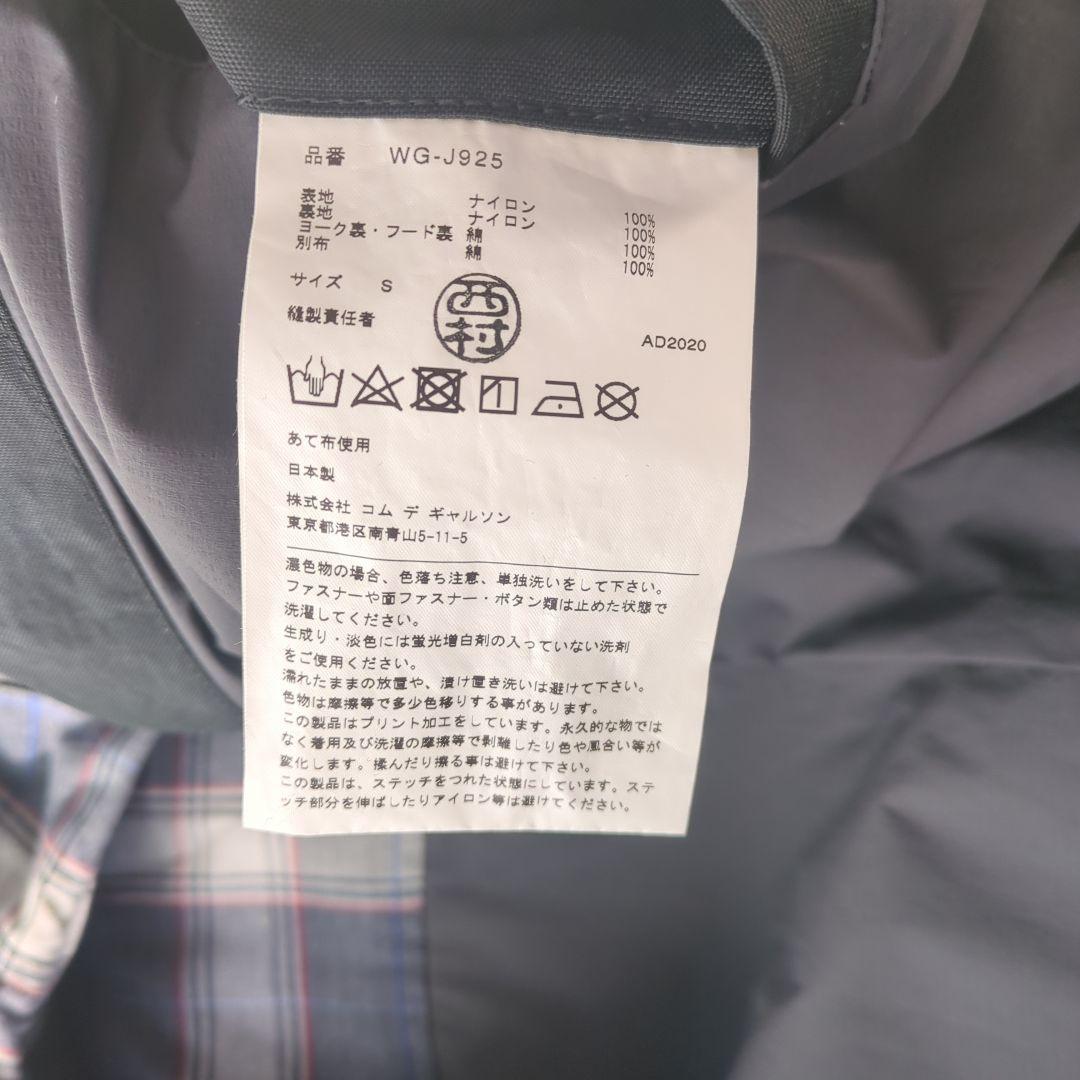 品番 WG-J925
表地 ナイロン 100%
裏地 ナイロン 100%
ヨーク裏・フード裏 綿 100%
別布 綿 100%
サイズ S
縫製責任者 西村
AD2020
あて布使用
日本製
株式会社 コム デ ギャルソン
東京都港区南青山5-11-5
濃色物の場合、色落ち注意、単独洗いをして下さい。
ファスナーや面ファスナー・ボタン類は止めた状態で
洗濯してください。
生成り・淡色には蛍光増白剤の入っていない洗剤
をご使用ください。
濡れたままの放置や、漬け置き洗いは避けて下さい。
色物は摩擦等で多少色移りする事があります。
この製品はプリント加工をしています。永久的な物では
なく着用及び洗濯の摩擦等で剥離したり色や風合い等が
変化します。揉んだり擦る事は避けて下さい。
この製品は、ステッチをつれた状態にしています。ステ
ッチ部分を伸ばしたりアイロン等は避けてください。